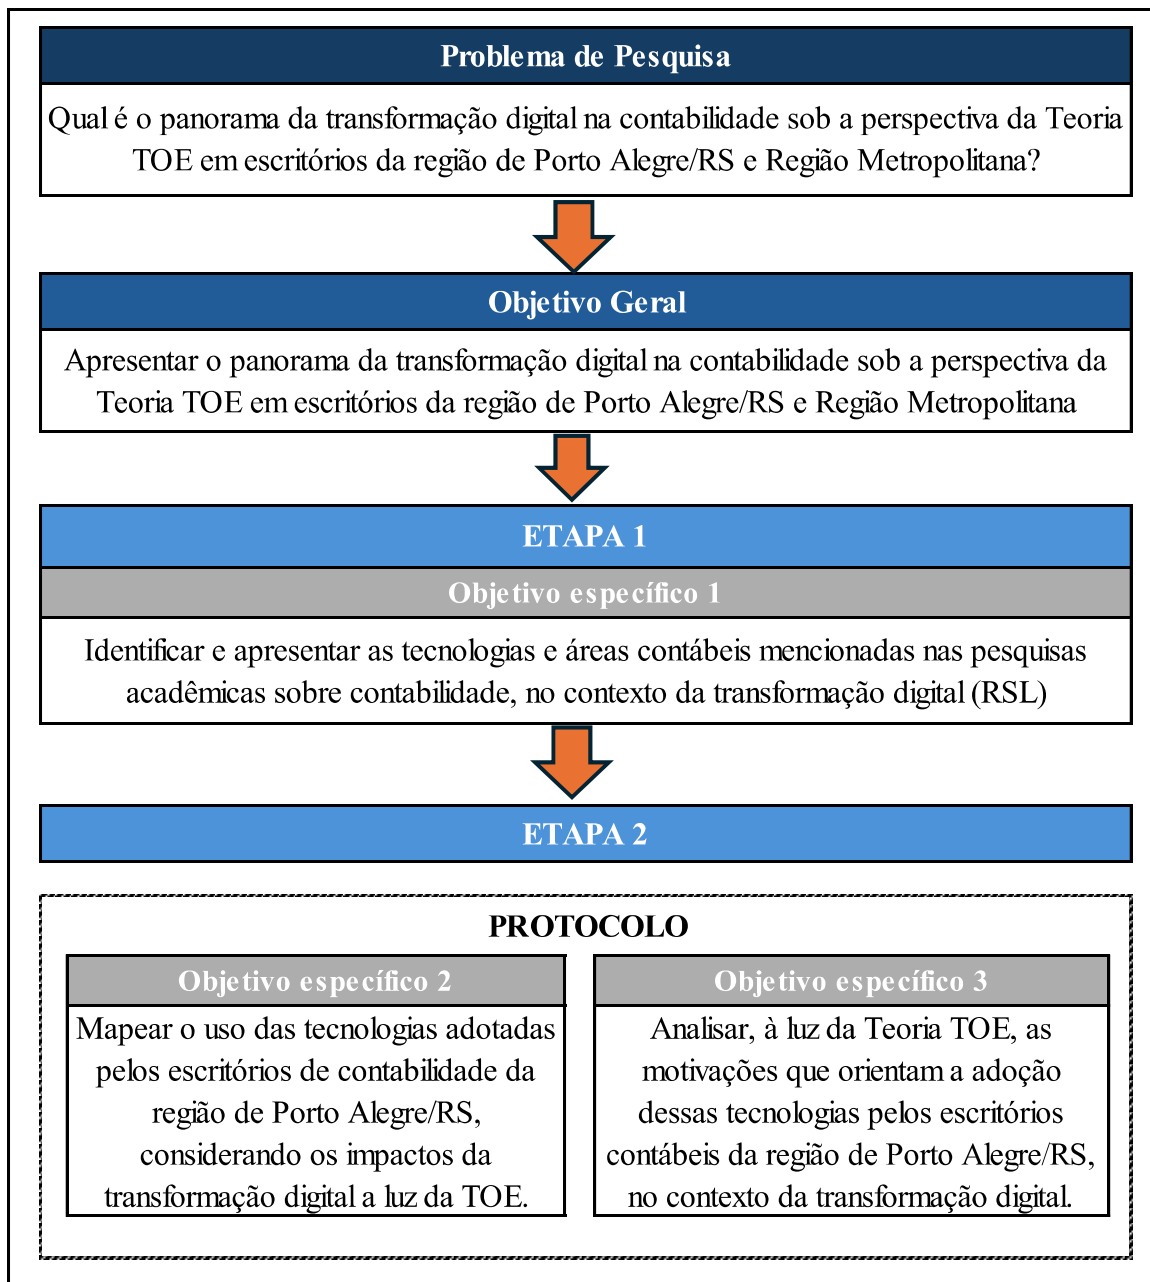 Problema de Pesquisa
Qual é o panorama da transformação digital na contabilidade sob a perspectiva da Teoria
TOE em escritórios da região de Porto Alegre/RS e Região Metropolitana?
Objetivo Geral
Apresentar o panorama da transformação digital na contabilidade sob a perspectiva da
Teoria TOE em escritórios da região de Porto Alegre/RS e Região Metropolitana
ETAPA 1
Objetivo específico 1
Identificar e apresentar as tecnologias e áreas contábeis mencionadas nas pesquisas
acadêmicas sobre contabilidade, no contexto da transformação digital (RSL)
ETAPA 2
PROTOCOLO
Objetivo específico 2
Mapear o uso das tecnologias adotadas
pelos escritórios de contabilidade da
região de Porto Alegre/RS,
considerando os impactos da
transformação digital a luz da TOE.
Objetivo específico 3
Analisar, à luz da Teoria TOE, as
motivações que orientam a adoção
dessas tecnologias pelos escritórios
contábeis da região de Porto Alegre/RS,
no contexto da transformação digital.